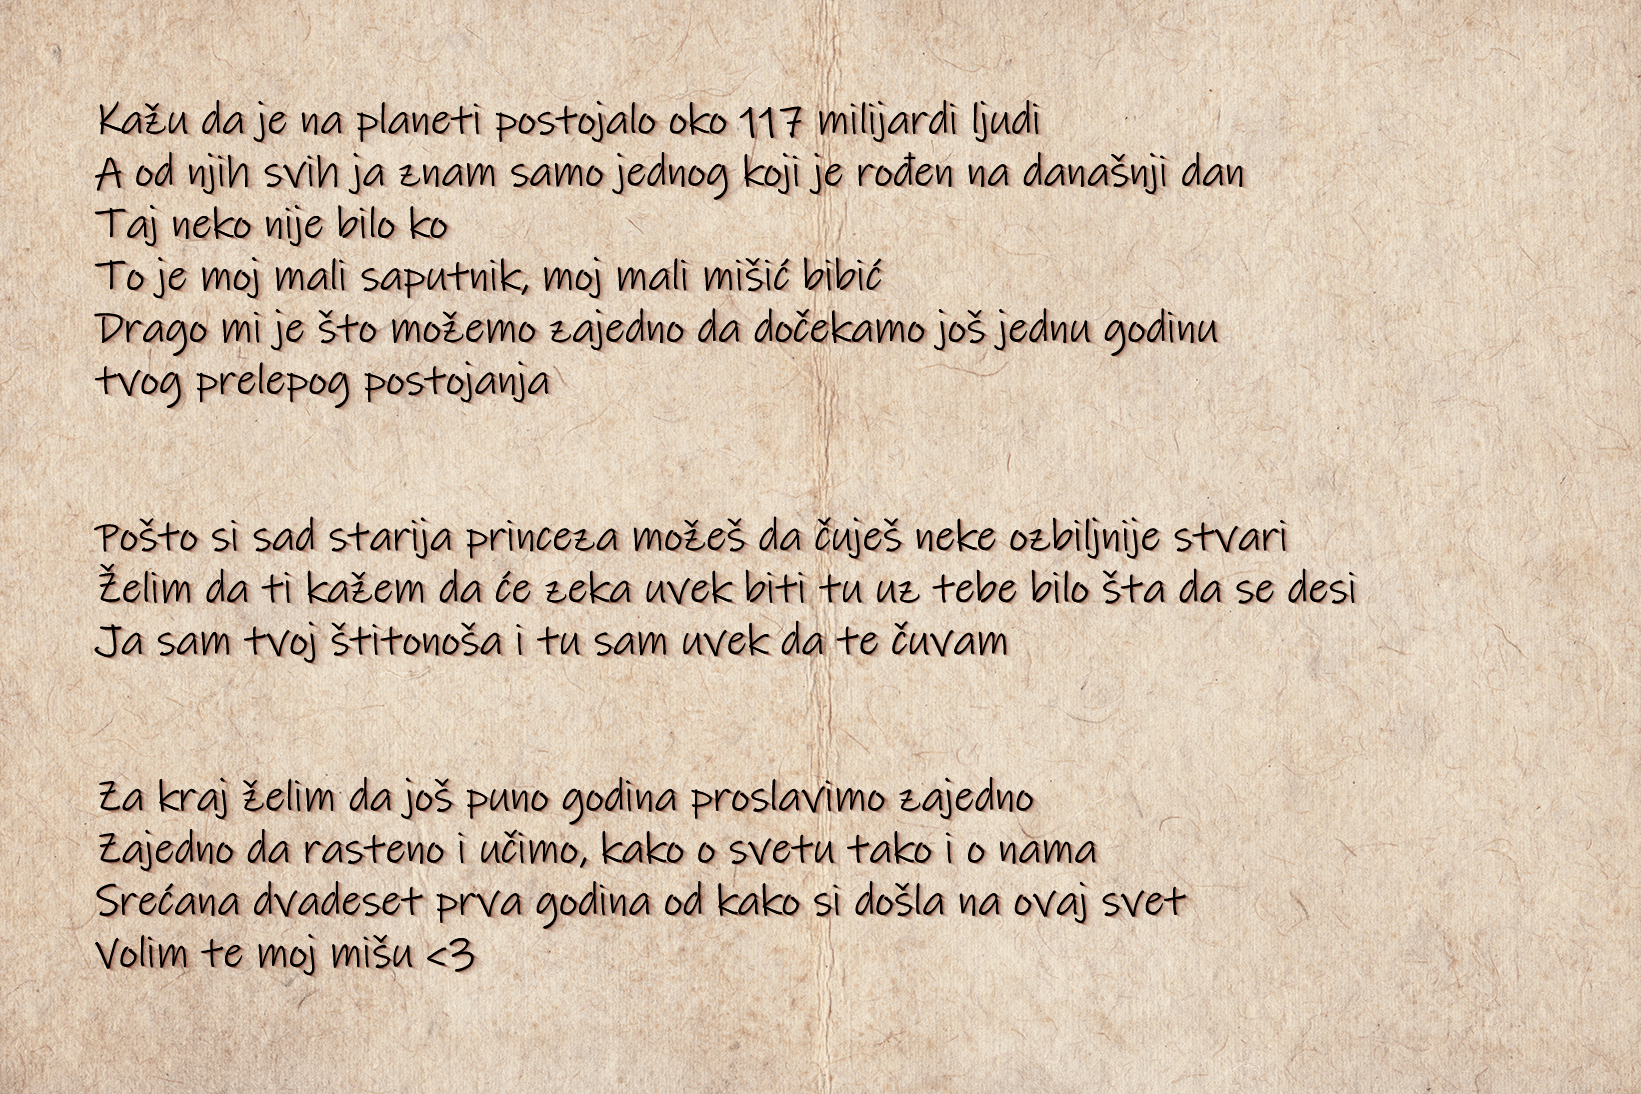 Kažu da je na planeti postojalo oko 117 milijardi ljudi
A od njih svih ja znam samo jednog koji je rođen na današnji dan
Taj neko nije bilo ko
To je moj mali saputnik, moj mali mišić bibić
Drago mi je što možemo zajedno da dočekamo još jednu godinu
tvog prelepog postojanja
Pošto si sad starija princeza možeš da čuješ neke ozbiljnije stvari
Želim da ti kažem da će zeka uvek biti tu uz tebe bilo šta da se desi
Ja sam tvoj štitonoša i tu sam uvek da te čuvam
Za kraj želim da još puno godina proslavimo zajedno
Zajedno da rasteno i učimo, kako o svetu tako i o nama
Srećana dvadeset prva godina od kako si došla na ovaj svet
Volim te moj mišu <3